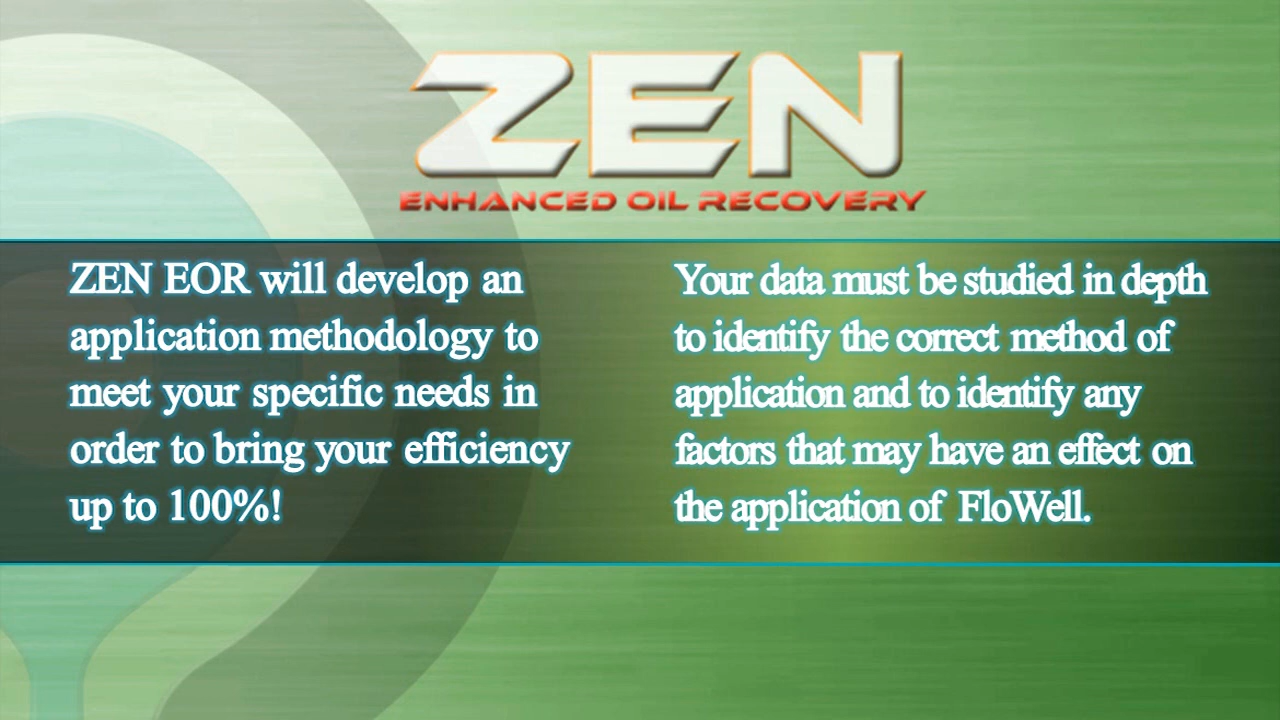 ZEN
ENHANCED OIL RECOVERY
ZEN EOR will develop an
application methodology to
meet your specific needs in
order to bring your efficiency
up to 100%!
Your data must be studied in depth
to identify the correct method of
application and to identify any
factors that may have an effect on
the application of FloWell.